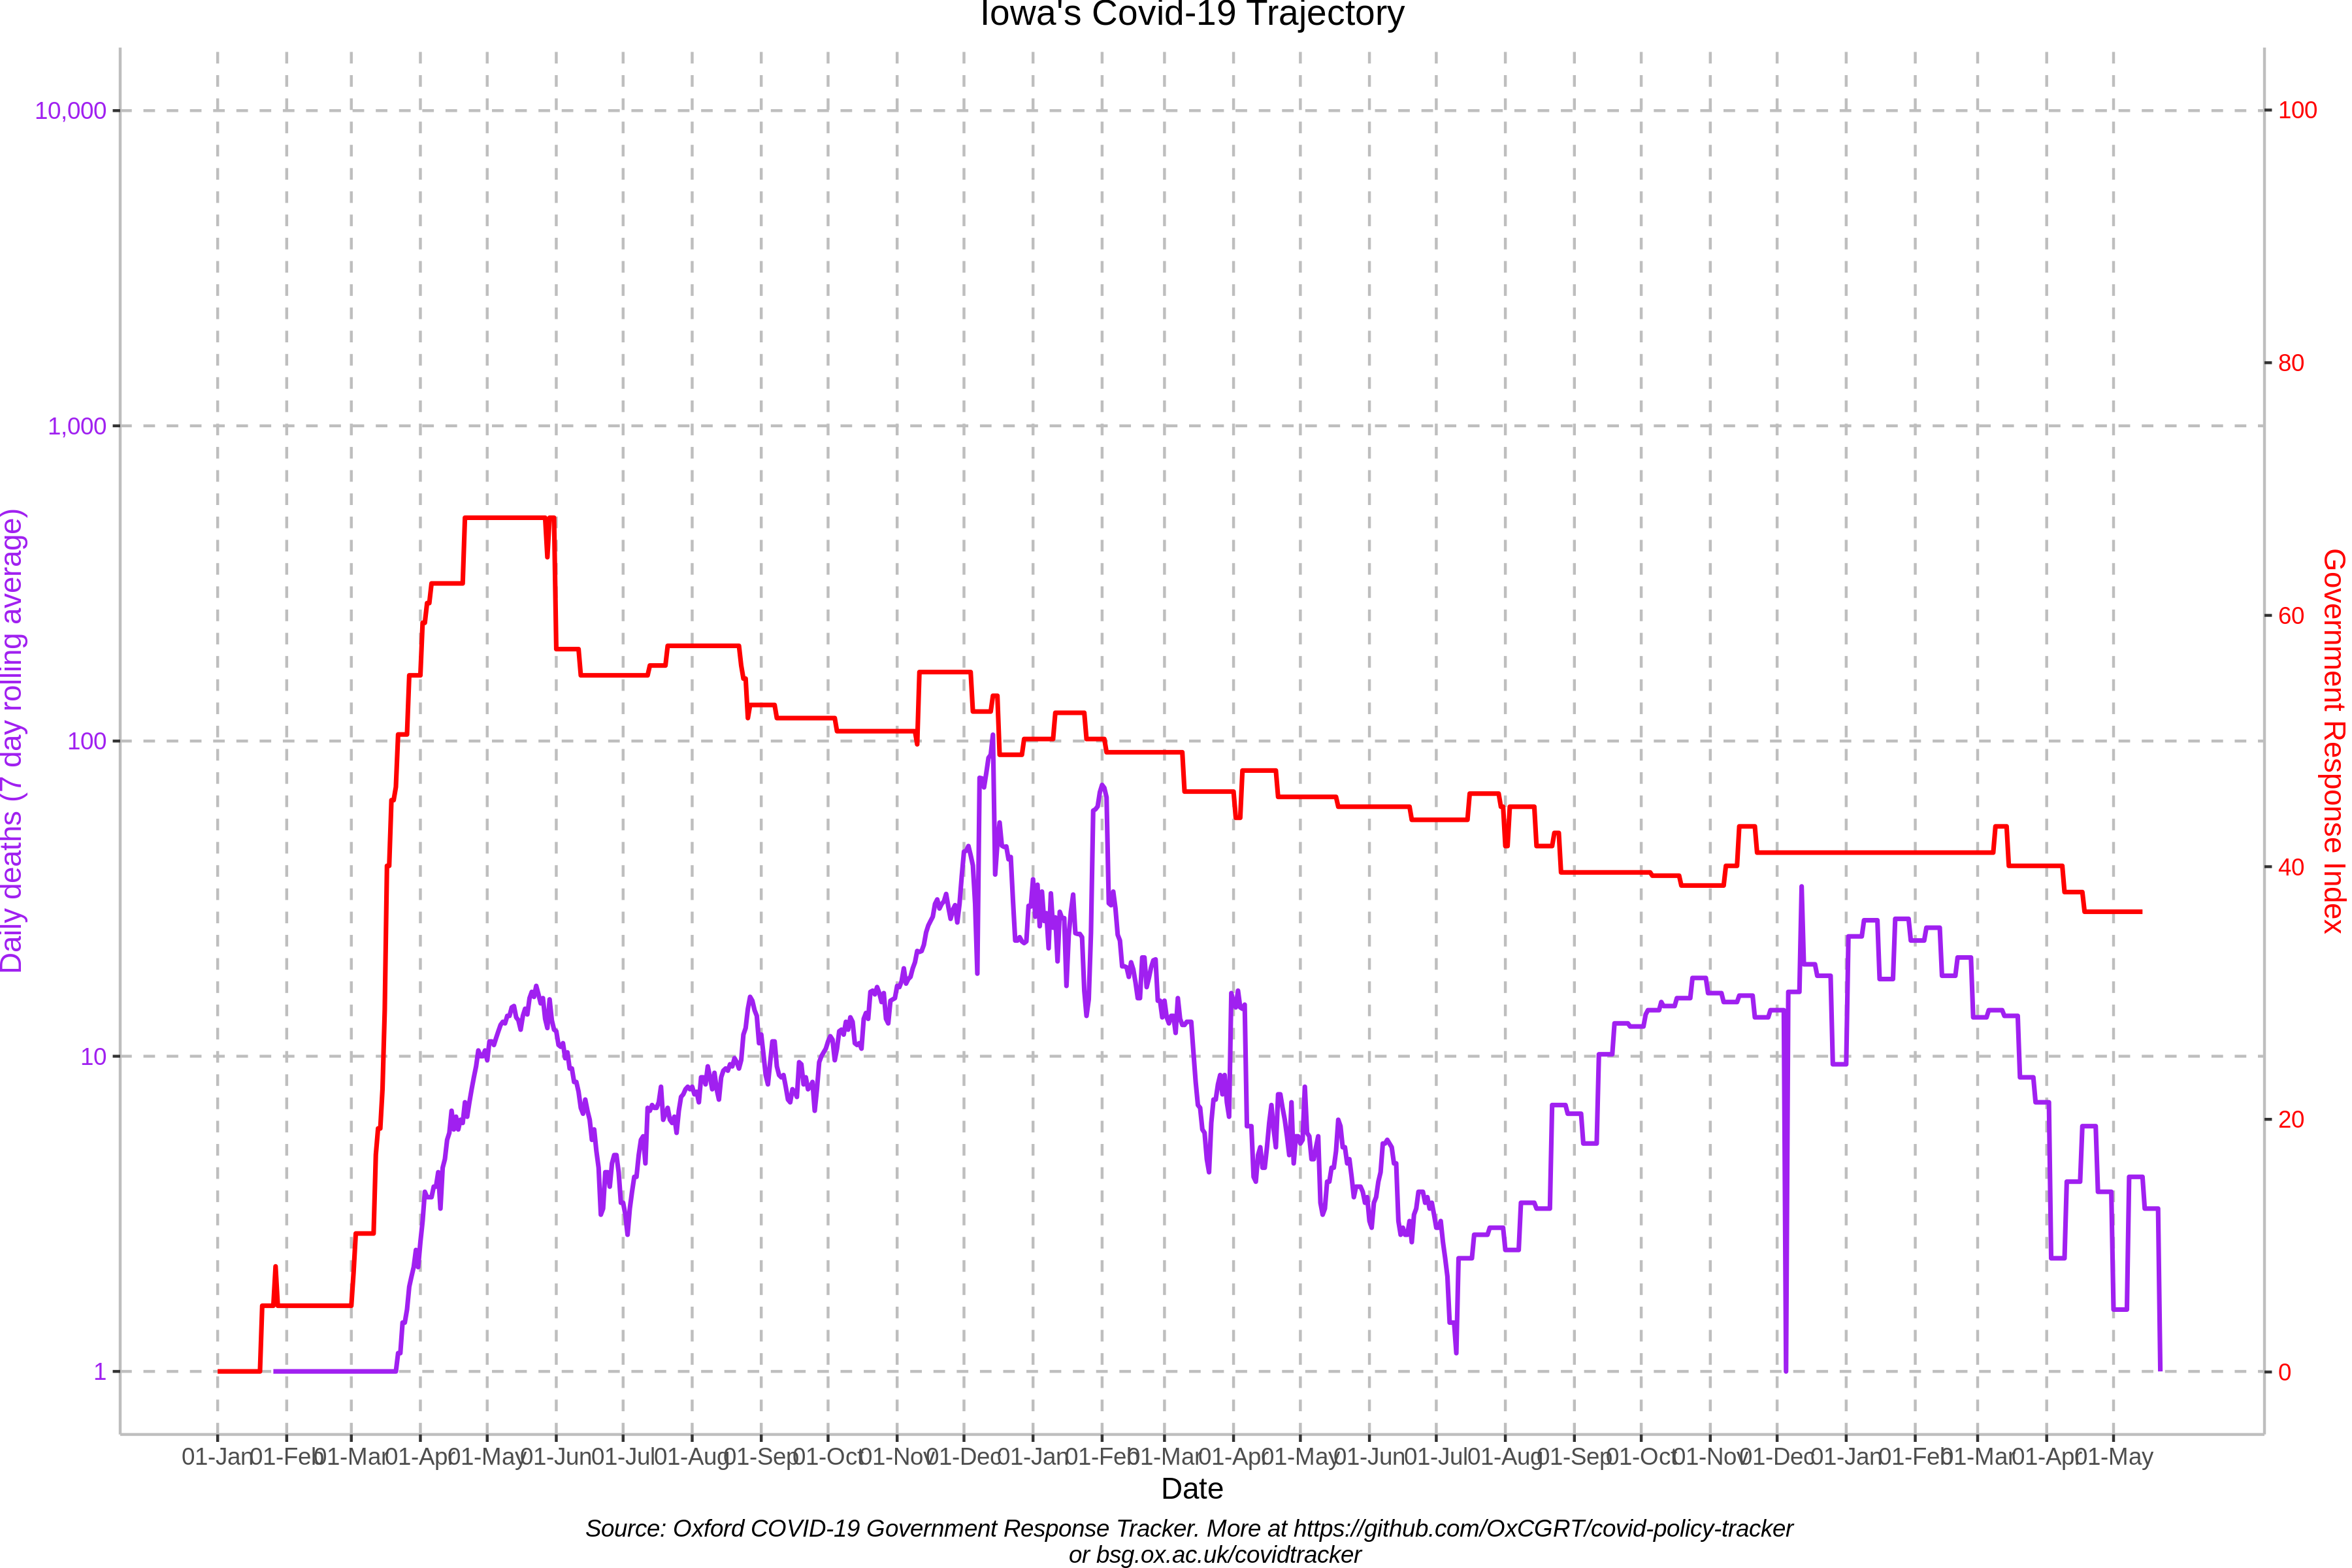 Iowa's Covid-19 Trajectory
10,000
1,000
100
10
1
Daily deaths (7 day rolling average)
100
80
60
40
20
0
Government Response Index
01-Jan 01-Feb 01-Mar 01-Apr 01-May 01-Jun 01-Jul 01-Aug 01-Sep 01-Oct 01-Nov 01-Dec 01-Jan 01-Feb 01-Mar 01-Apr 01-May 01-Jun 01-Jul 01-Aug 01-Sep 01-Oct 01-Nov 01-Dec 01-Jan 01-Feb 01-Mar 01-Apr 01-May
Date
Source: Oxford COVID-19 Government Response Tracker. More at https://github.com/OxCGRT/covid-policy-tracker
or bsg.ox.ac.uk/covidtracker